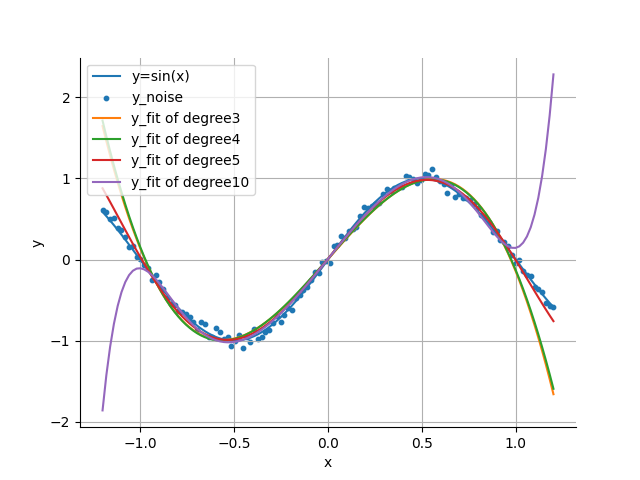 y=sin(x)
y_noise
y_fit of degree3
y_fit of degree4
y_fit of degree5
y_fit of degree10
2
1
0
−1
−2
y
−1.0 −0.5 0.0 0.5 1.0
x